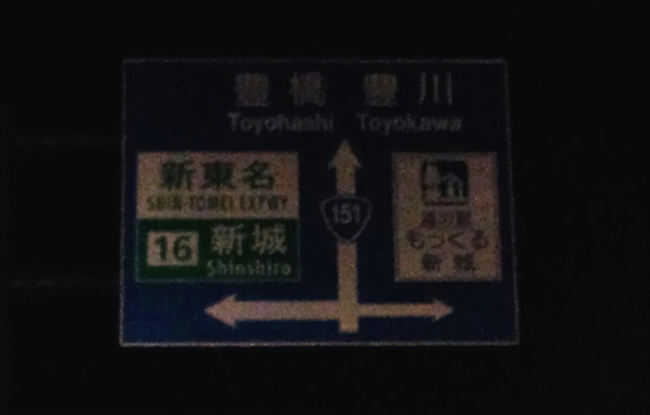 豊橋 豊川
Toyohashi Toyokawa
新東名
SHIN-TOMEI EXPWY
16 新城
Shinshiro
151
道の駅
もっくる
新城